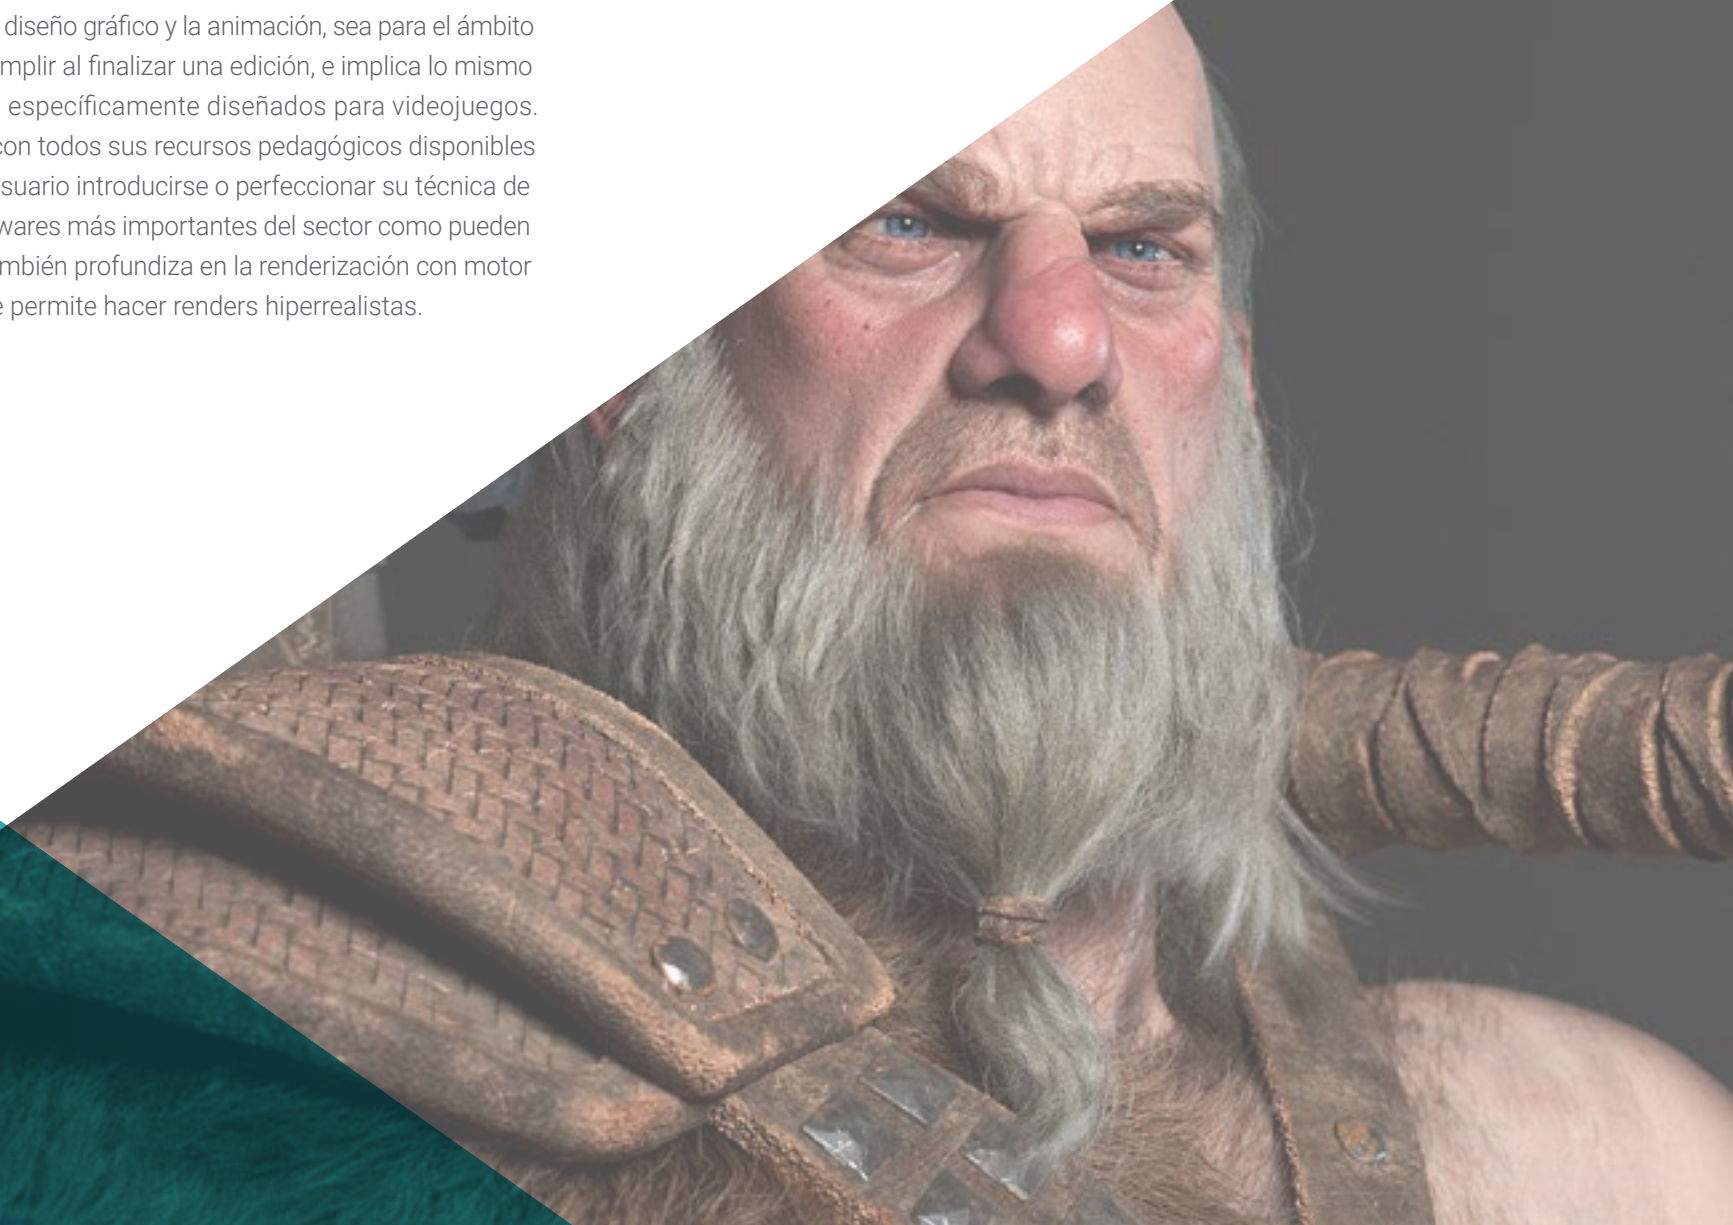 diseño gráfico y la animación, sea para el ámbito
mplir al finalizar una edición, e implica lo mismo
específicamente diseñados para videojuegos.
con todos sus recursos pedagógicos disponibles
suario introducirse o perfeccionar su técnica de
wares más importantes del sector como pueden
mbién profundiza en la renderización con motor
e permite hacer renders hiperrealistas.